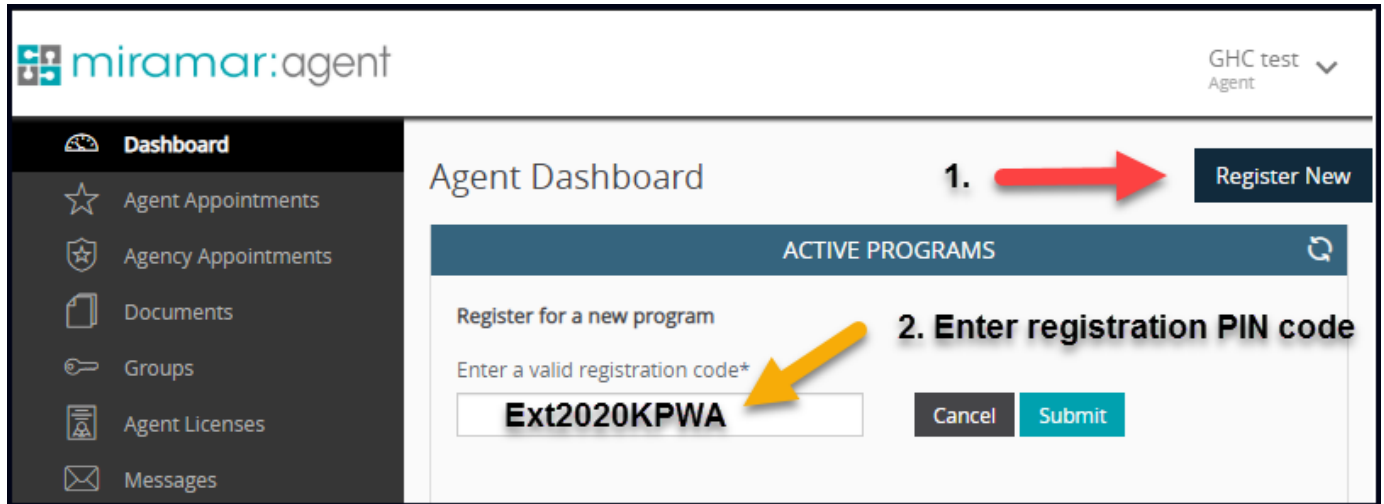 miramar:agent
GHC test
Agent
Dashboard
Agent Appointments
Agency Appointments
Documents
Groups
Agent Licenses
Messages
Agent Dashboard
1.
Register New
ACTIVE PROGRAMS
Register for a new program
2. Enter registration PIN code
Enter a valid registration code*
Ext2020KPWA
Cancel
Submit